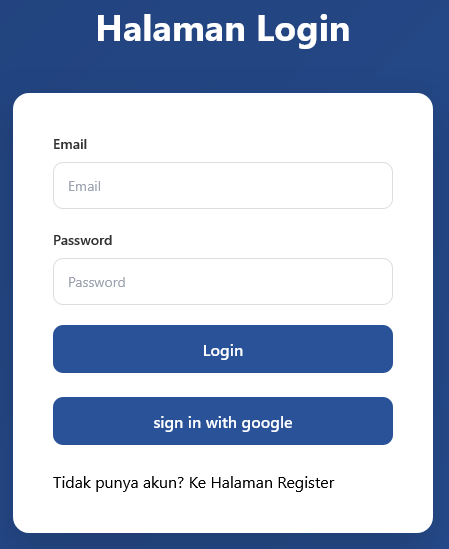 Halaman Login
Email
Email
Password
Password
Login
sign in with google
Tidak punya akun? Ke Halaman Register